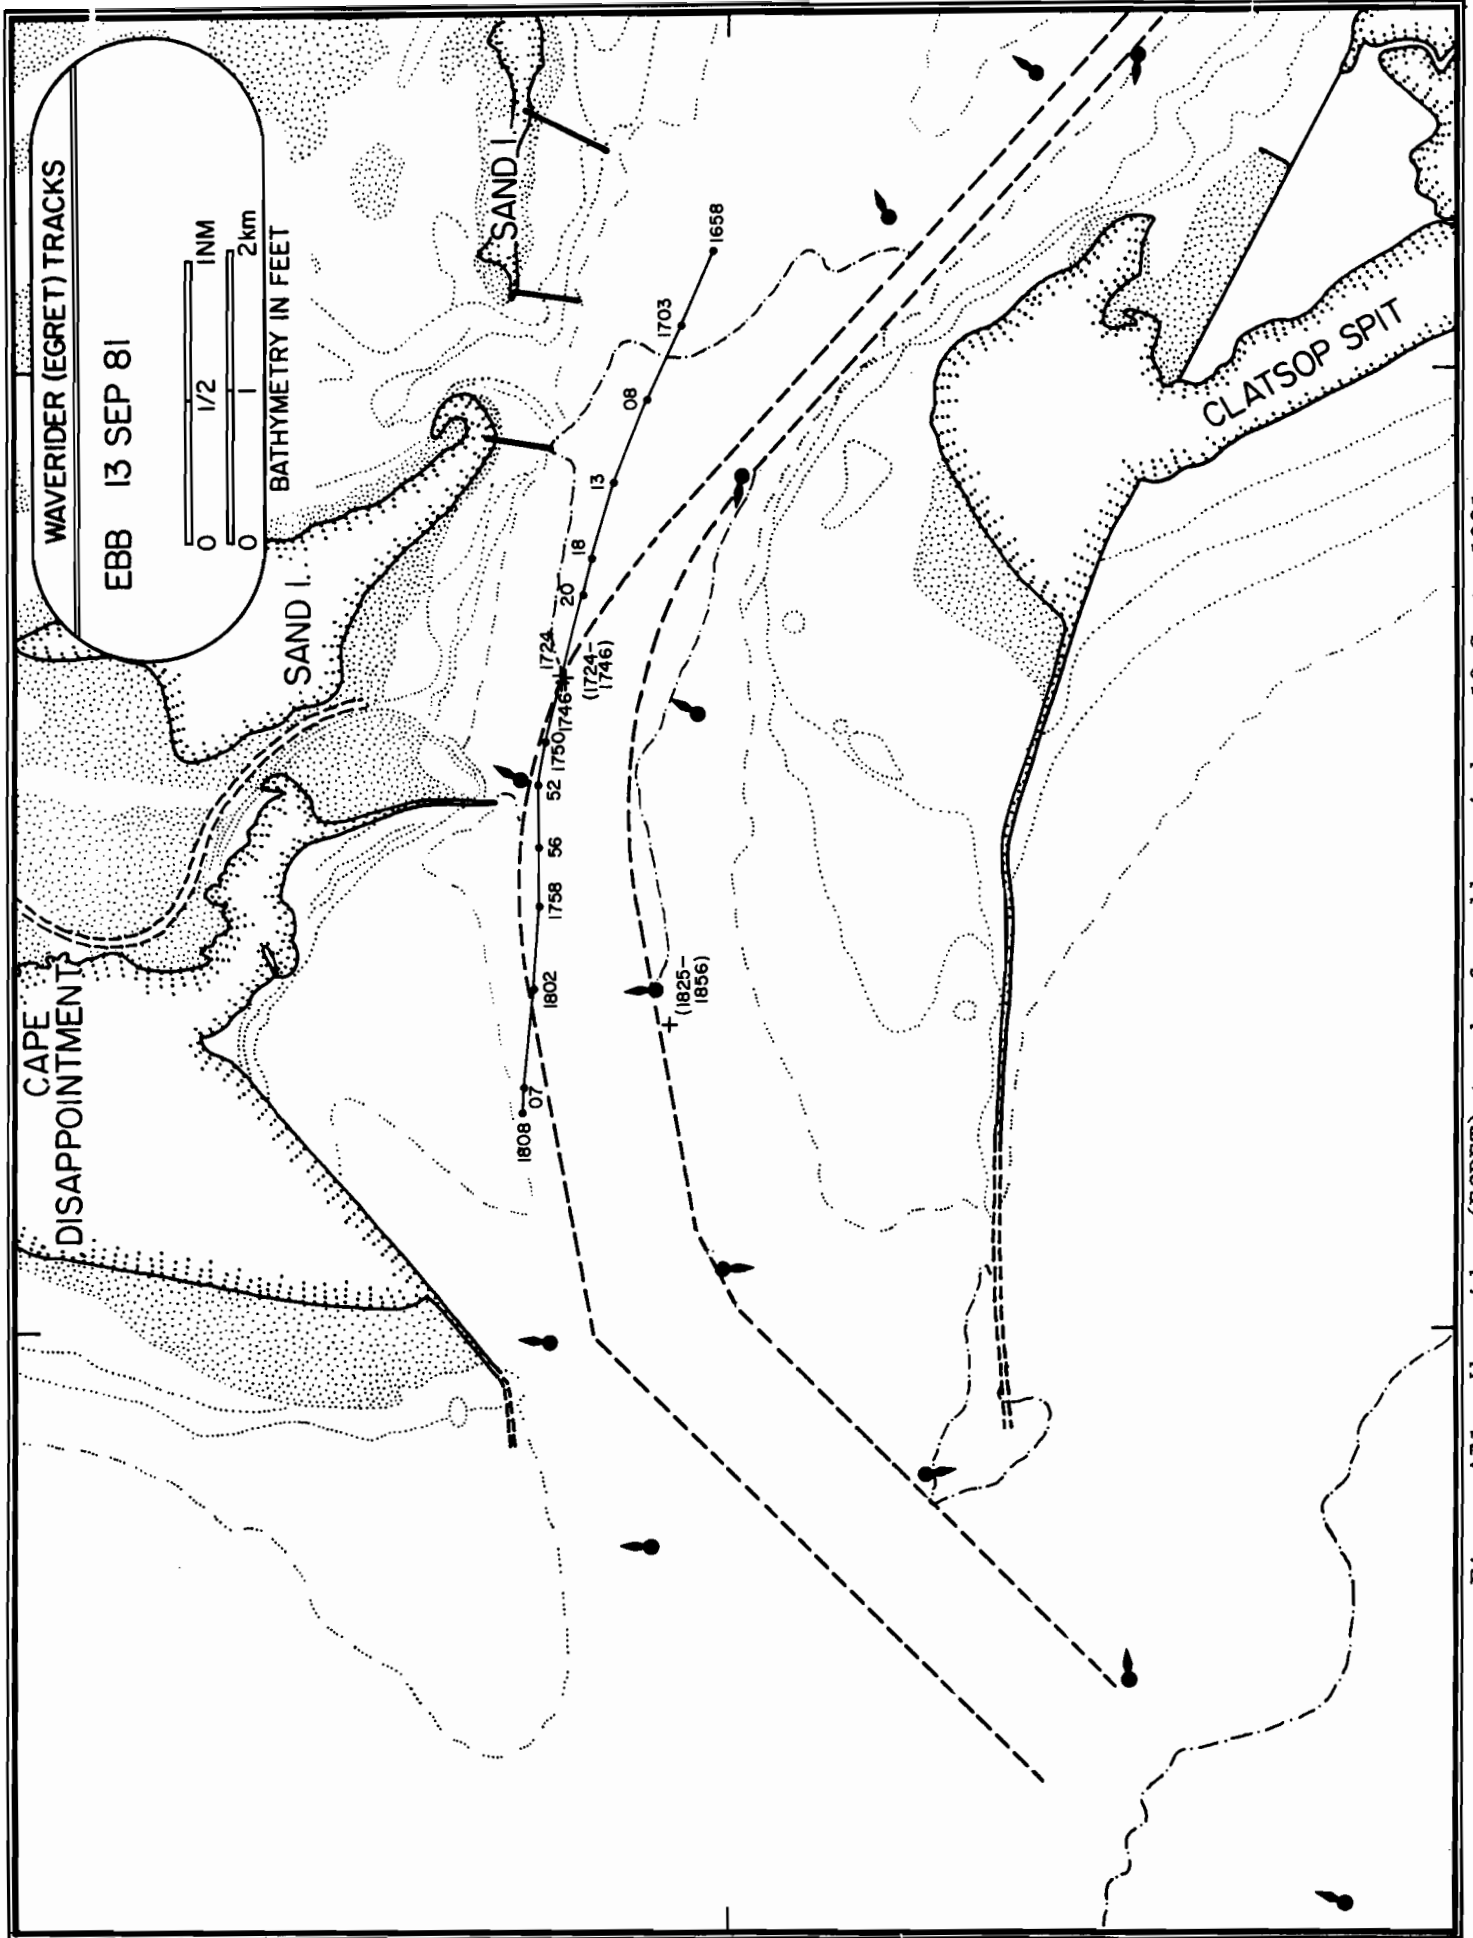 WAVERIDER (EGRET) TRACKS
EBB 13 SEP 81
0 1/2 1NM
0 1 2km
BATHYMETRY IN FEET
CAPE
DISAPPOINTMENT
SAND I.
SAND I.
CLATSOP SPIT
1658
1703
08
13
18
20
1724
(1724-
1746)
1746
1750
52
56
1758
1802
07
1808
(1825-
1856)